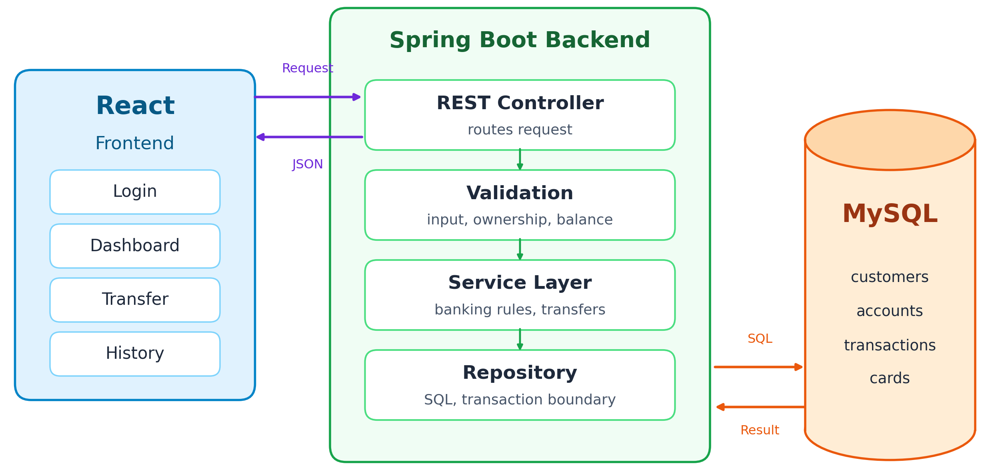 React
Frontend
Login
Dashboard
Transfer
History
Request
JSON
Spring Boot Backend
REST Controller
routes request
Validation
input, ownership, balance
Service Layer
banking rules, transfers
Repository
SQL, transaction boundary
SQL
Result
MySQL
customers
accounts
transactions
cards